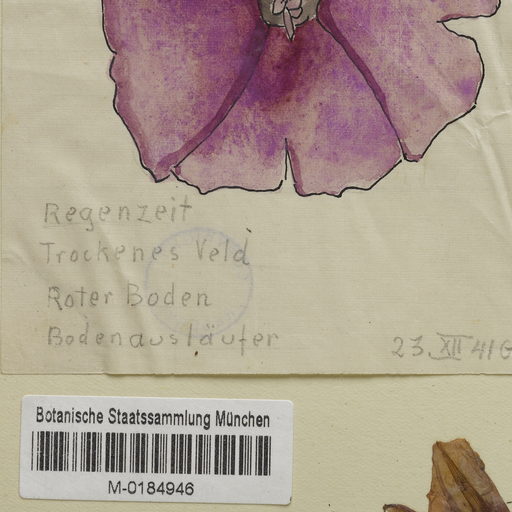 Regenzeit
Trockenes Veld
Roter Boden
Bodenausläufer
23. XII 41 G
Botanische Staatssammlung München
M-0184946